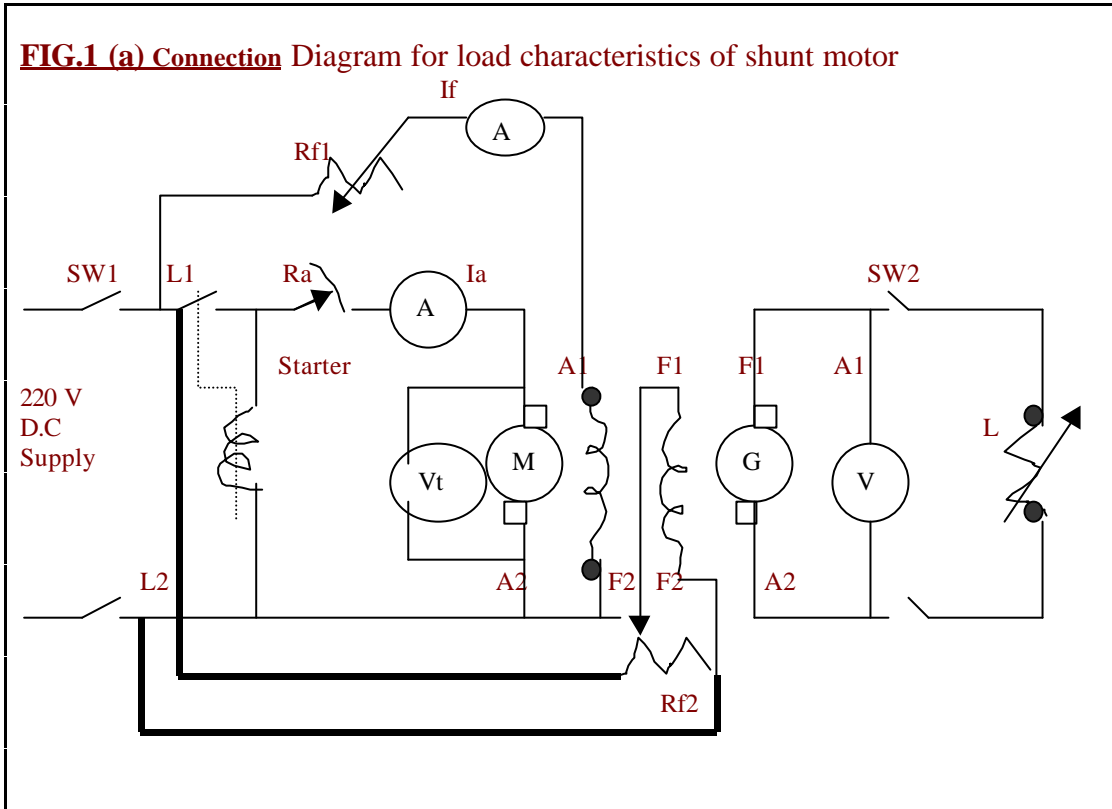 FIG.1 (a) Connection Diagram for load characteristics of shunt motor
If
A
Rf1
SW1
L1
Ra
Ia
SW2
A
Starter
A1
F1
F1
A1
220 V
D.C
Supply
L
Vt
M
G
V
L2
A2
F2
F2
A2
Rf2